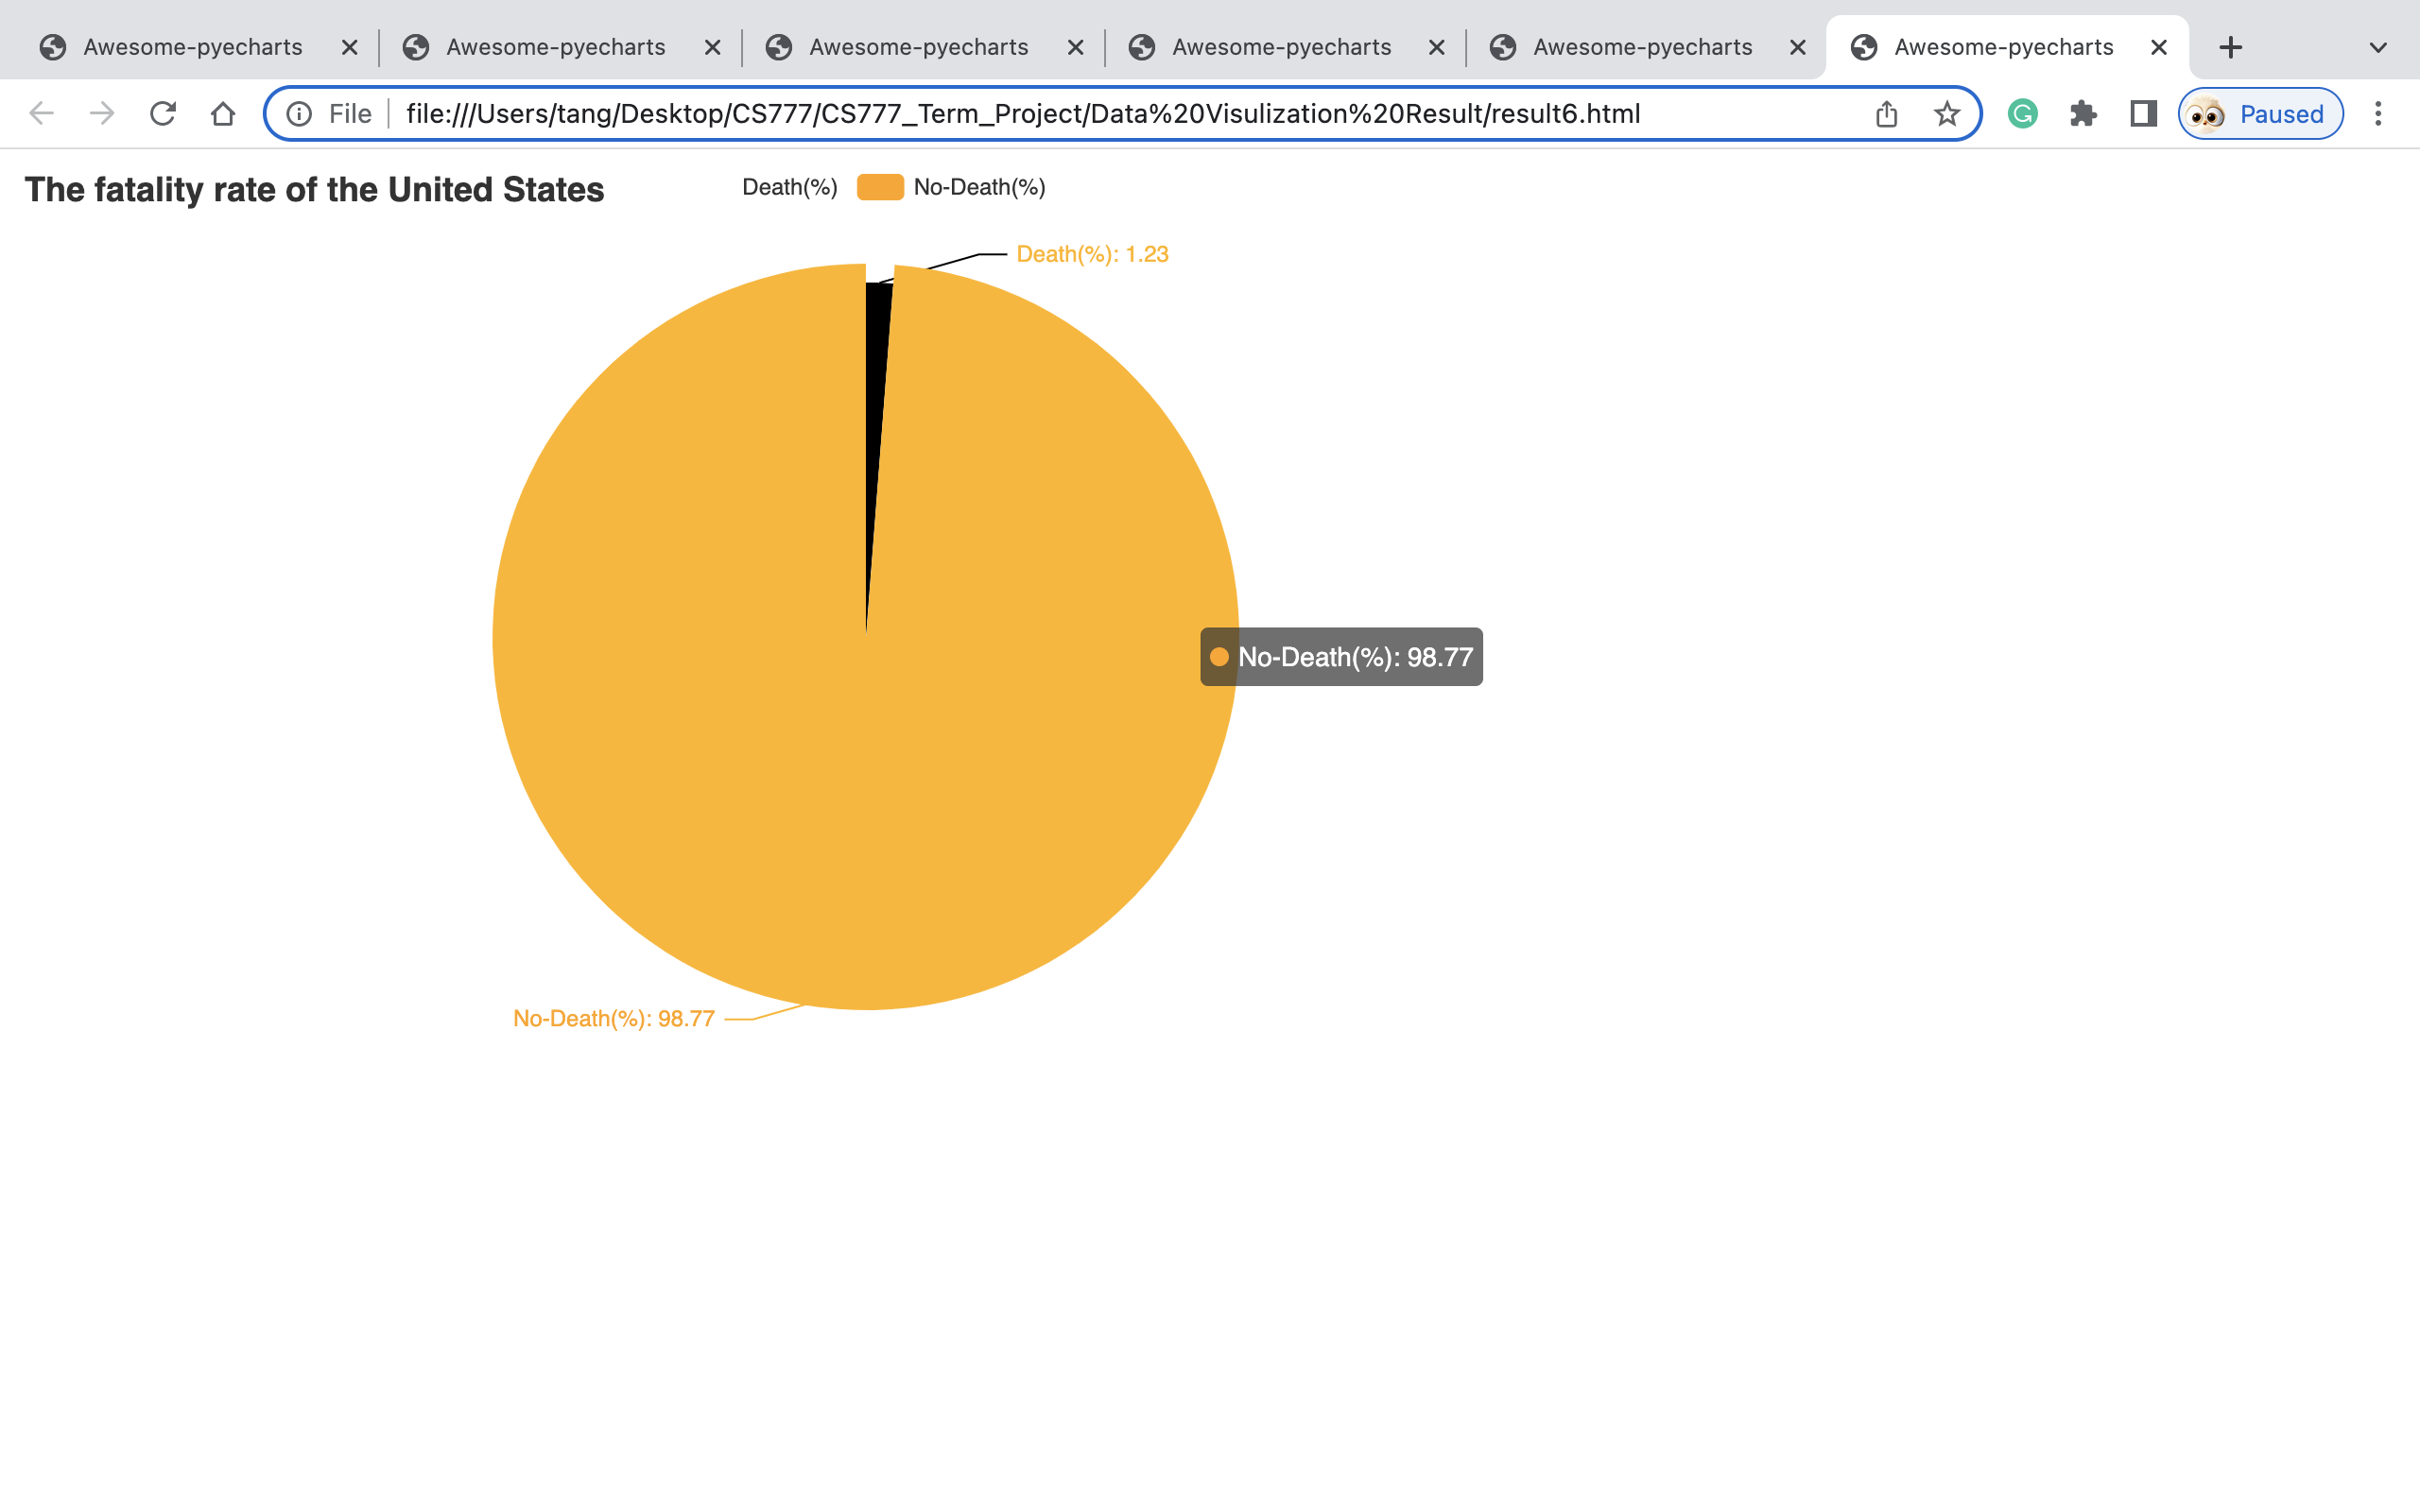 Awesome-pyecharts Awesome-pyecharts Awesome-pyecharts Awesome-pyecharts Awesome-pyecharts Awesome-pyecharts
File file:///Users/tang/Desktop/CS777/CS777_Term_Project/Data%20Visulization%20Result/result6.html Paused
The fatality rate of the United States Death(%) No-Death(%)
Death(%): 1.23
No-Death(%): 98.77
No-Death(%): 98.77